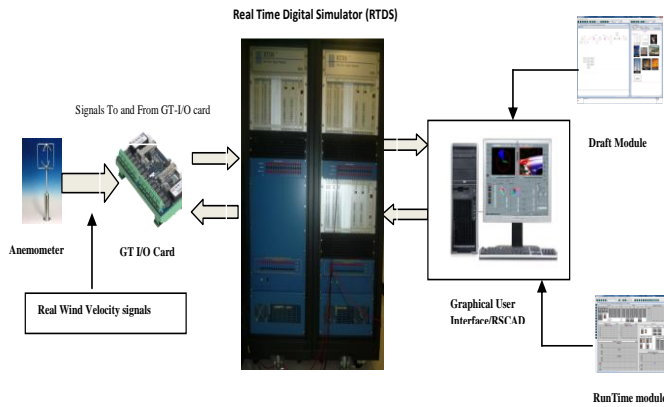 Real Time Digital Simulator (RTDS)
Signals To and From GT-I/O card
Draft Module
Anemometer
GT I/O Card
Real Wind Velocity signals
Graphical User
Interface/RSCAD
RunTime module